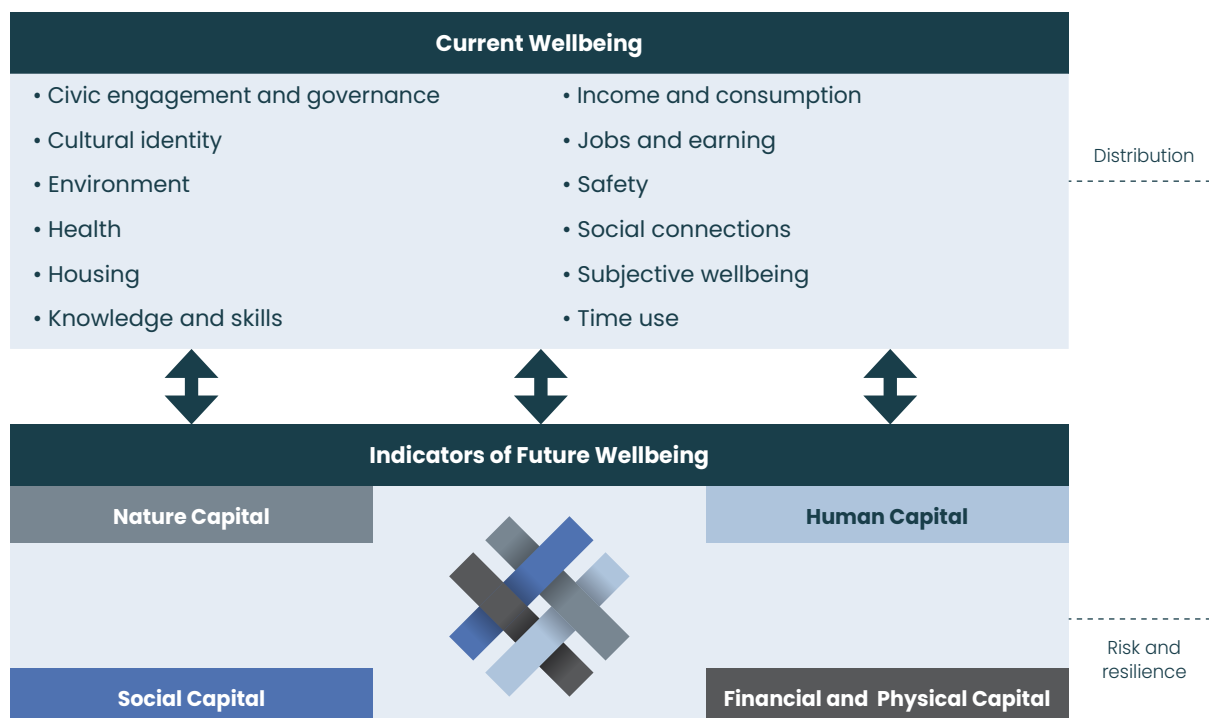 Current Wellbeing
• Civic engagement and governance
• Cultural identity
• Environment
• Health
• Housing
• Knowledge and skills
• Income and consumption
• Jobs and earning
• Safety
• Social connections
• Subjective wellbeing
• Time use
Distribution
Indicators of Future Wellbeing
Nature Capital
Human Capital
Social Capital
Financial and Physical Capital
Risk and
resilience